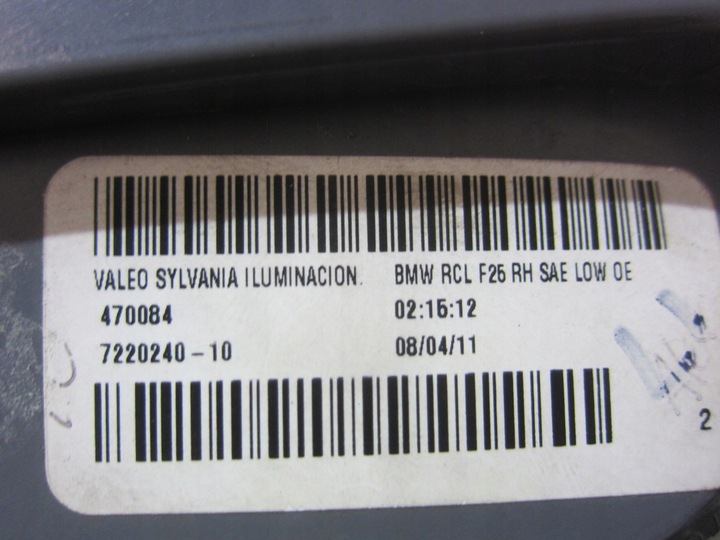 VALEO SYLVANIA ILUMINACION. BMW RCL F25 RH SAE LOW OE
470084 02:15:12
7220240-10 08/04/11
2